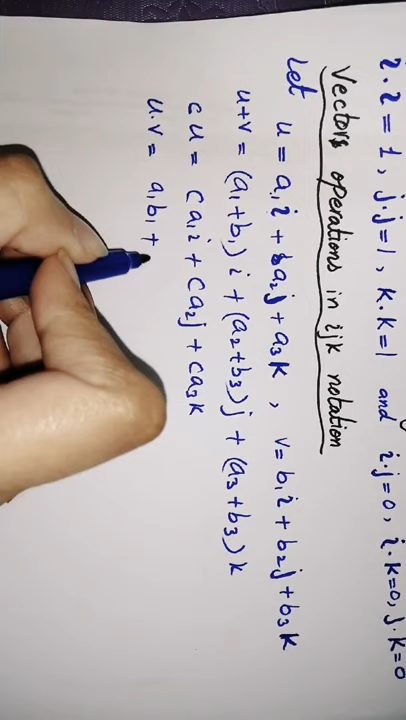 i.i = 1, j.j=1, k.k=1 and i.j=0, i.k=0, j.k=0
Vectors operations in ijk notation
Let u = a₁i + a₂j + a₃k, v= b₁i + b₂j + b₃k
u+v = (a₁+b₁)i + (a₂+b₃)j + (a₃+b₃)k
cu = ca₁i + ca₂j + ca₃k
u.v = a₁b₁ +